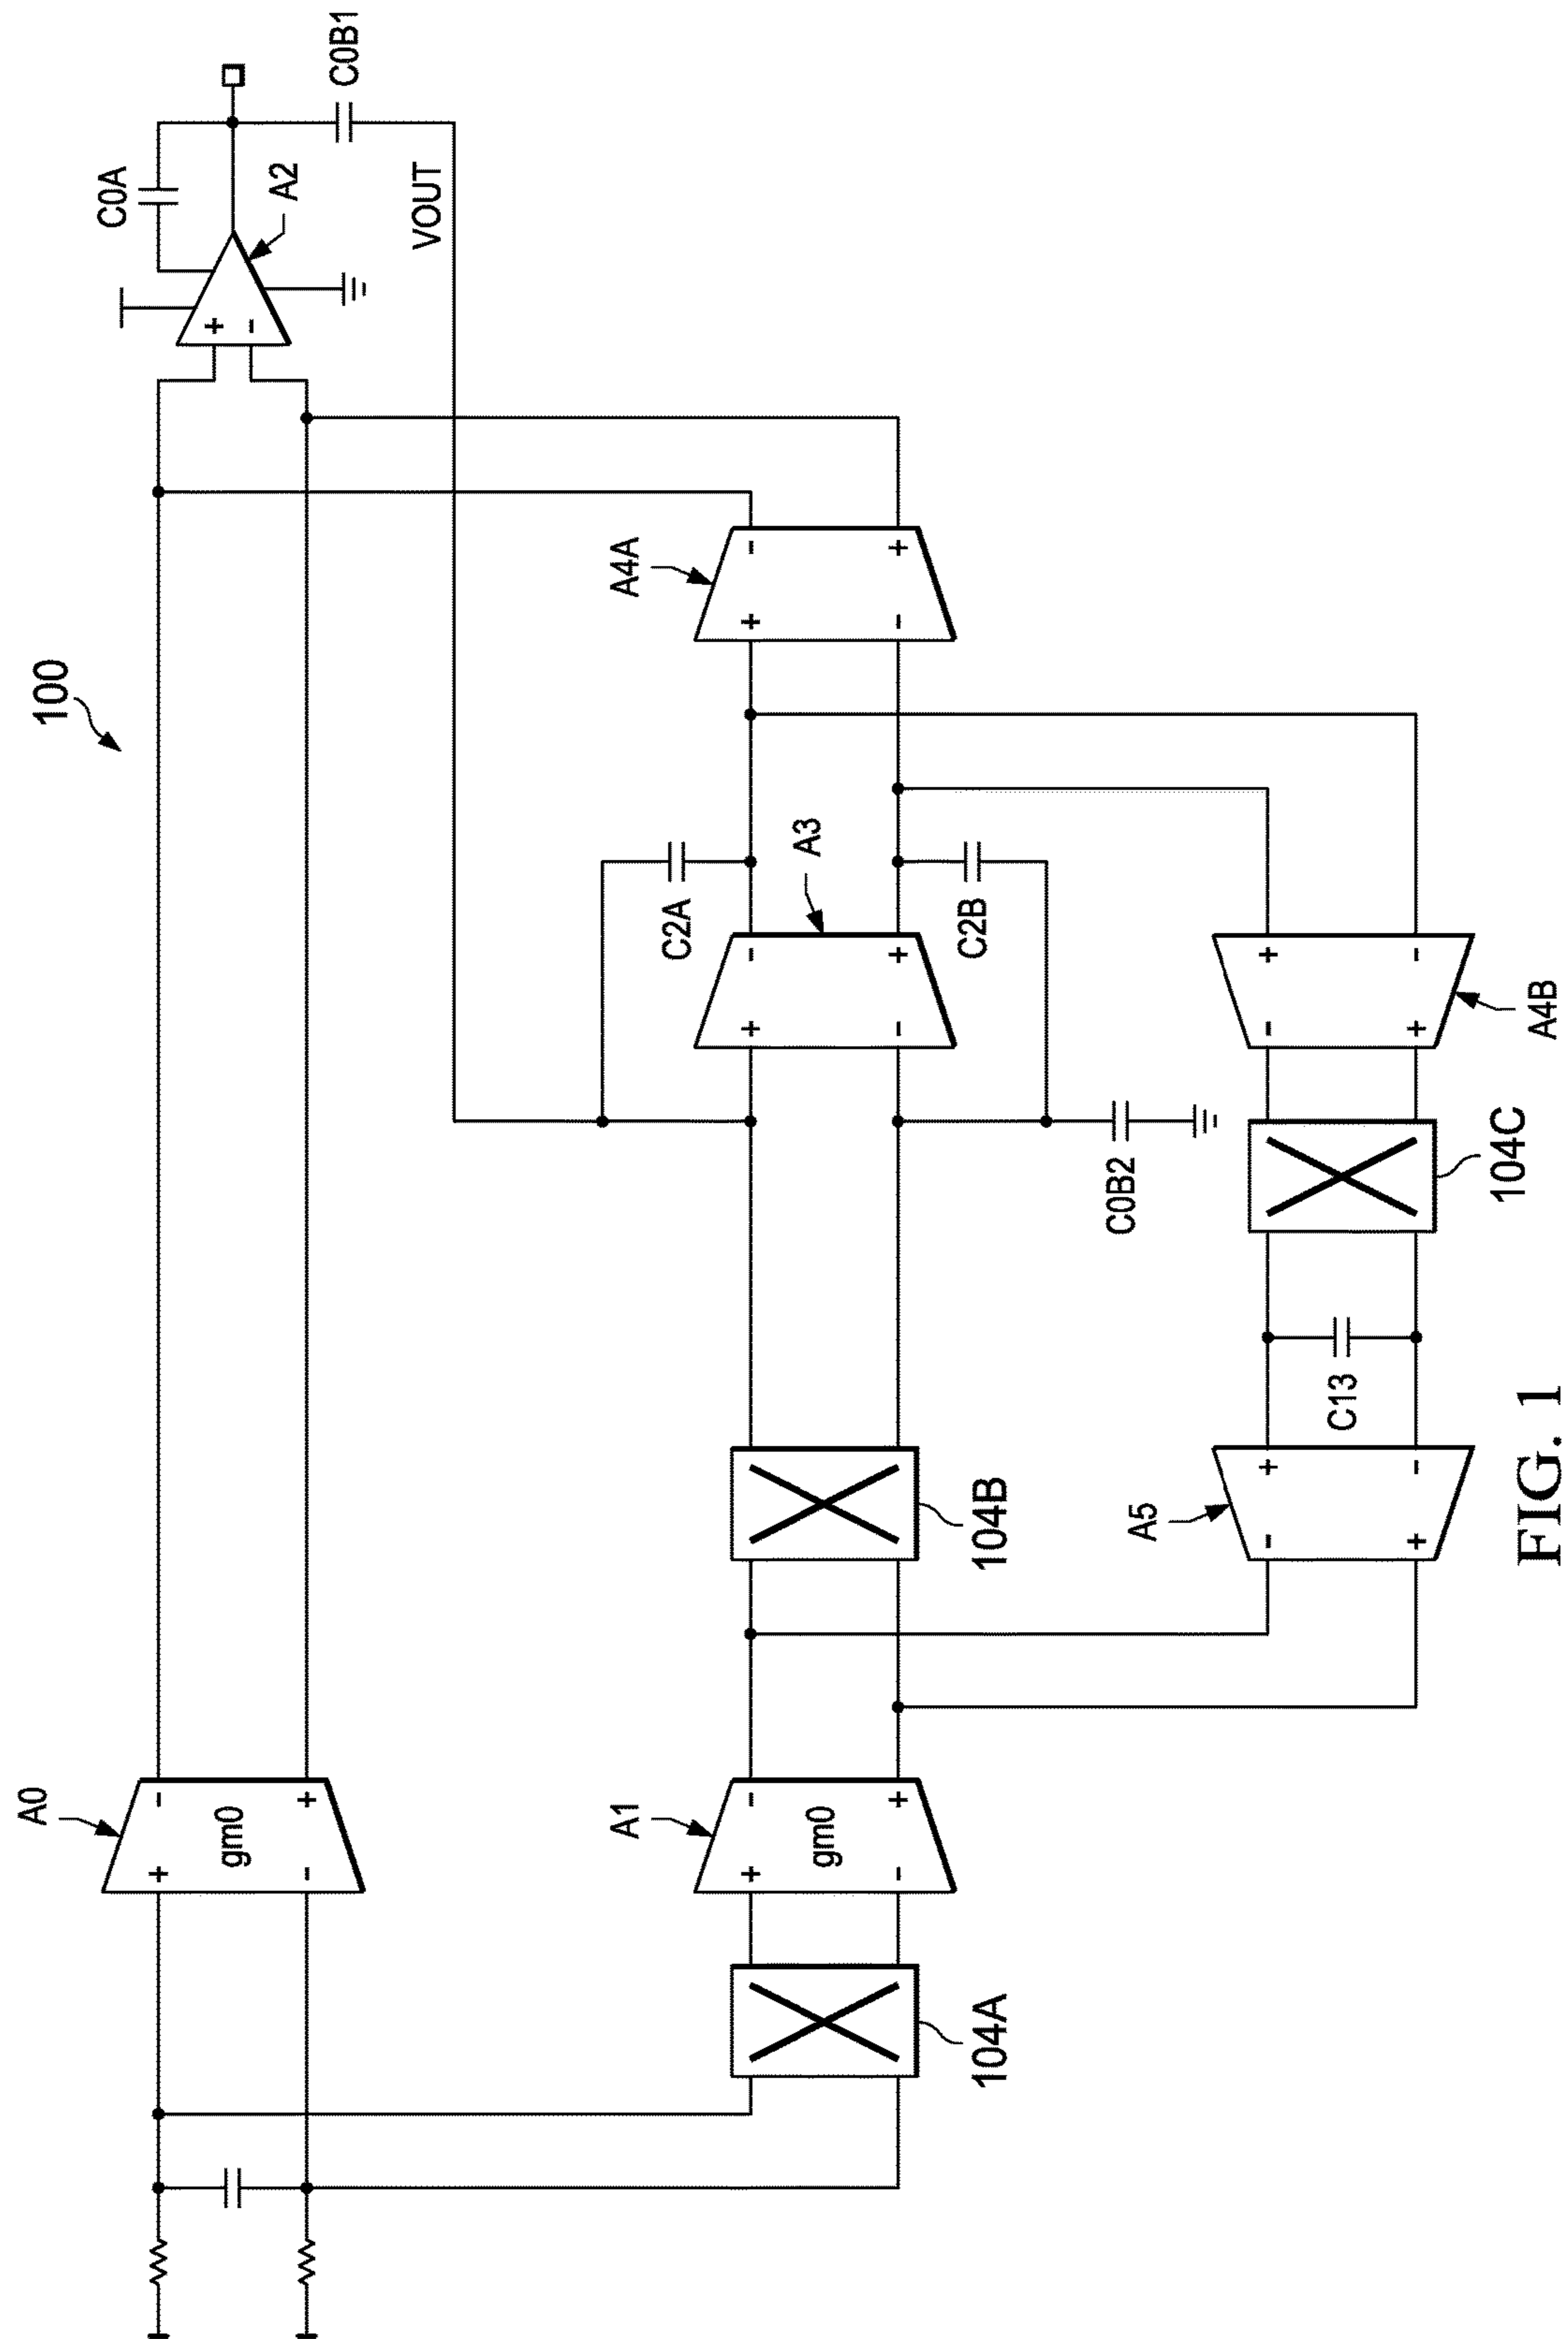 100
C0A
A2
C0B1
VOUT
A0
+ -
gm0
- +
+
-
A4A
+ -
- +
C2A
A3
+ -
- +
C2B
104A
A1
+ -
gm0
- +
104B
C0B2
A5
- +
+ -
C13
104C
- +
+ -
A4B
FIG. 1